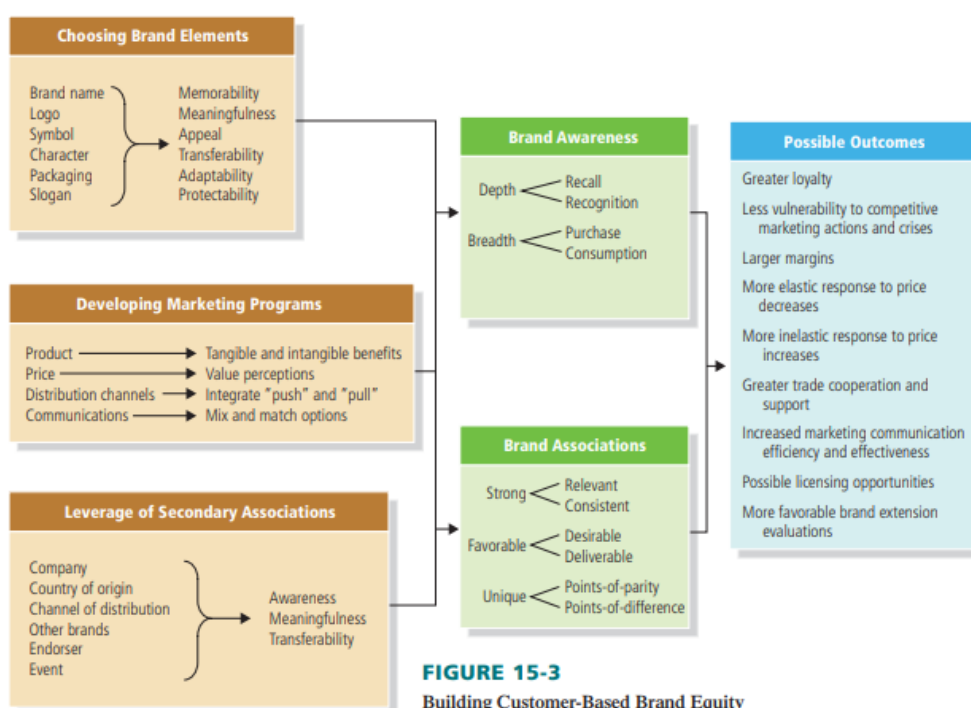 Choosing Brand Elements
Brand name
Logo
Symbol
Character
Packaging
Slogan
Memorability
Meaningfulness
Appeal
Transferability
Adaptability
Protectability
Developing Marketing Programs
Product
Price
Distribution channels
Communications
Tangible and intangible benefits
Value perceptions
Integrate "push" and "pull"
Mix and match options
Leverage of Secondary Associations
Company
Country of origin
Channel of distribution
Other brands
Endorser
Event
Awareness
Meaningfulness
Transferability
Brand Awareness
Depth
Recall
Recognition
Breadth
Purchase
Consumption
Brand Associations
Strong
Relevant
Consistent
Favorable
Desirable
Deliverable
Unique
Points-of-parity
Points-of-difference
Possible Outcomes
Greater loyalty
Less vulnerability to competitive
marketing actions and crises
Larger margins
More elastic response to price
decreases
More inelastic response to price
increases
Greater trade cooperation and
support
Increased marketing communication
efficiency and effectiveness
Possible licensing opportunities
More favorable brand extension
evaluations
FIGURE 15-3
Building Customer-Based Brand Equity